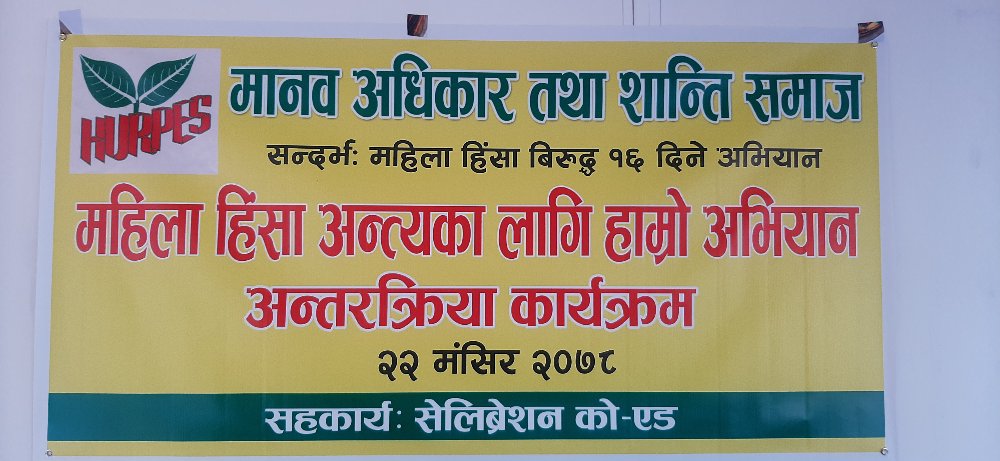 HURPES
मानव अधिकार तथा शान्ति समाज
सन्दर्भः महिला हिंसा बिरूद्ध १६ दिने अभियान
महिला हिंसा अन्त्यका लागि हाम्रो अभियान
अन्तरक्रिया कार्यक्रम
२२ मंसिर २०७८
सहकार्यः सेलिब्रेशन को-एड